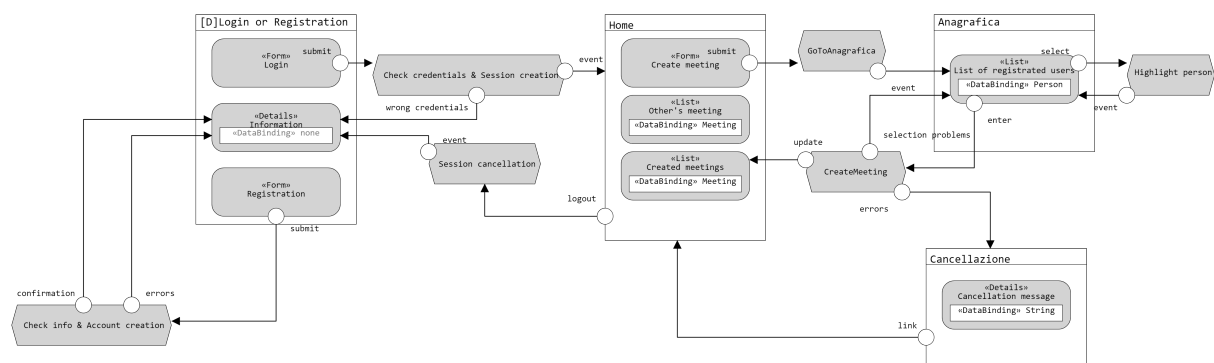 [D]Login or Registration
«Form»
Login
submit
«Details»
Information
«DataBinding» none
«Form»
Registration
submit
Check credentials & Session creation
event
wrong credentials
event
Session cancellation
confirmation
errors
Check info & Account creation
Home
«Form»
Create meeting
submit
«List»
Other's meeting
«DataBinding» Meeting
«List»
Created meetings
«DataBinding» Meeting
logout
GoToAnagrafica
Anagrafica
«List»
List of registrated users
«DataBinding» Person
select
Highlight person
event
event
selection problems
enter
update
CreateMeeting
errors
Cancellazione
«Details»
Cancellation message
«DataBinding» String
link